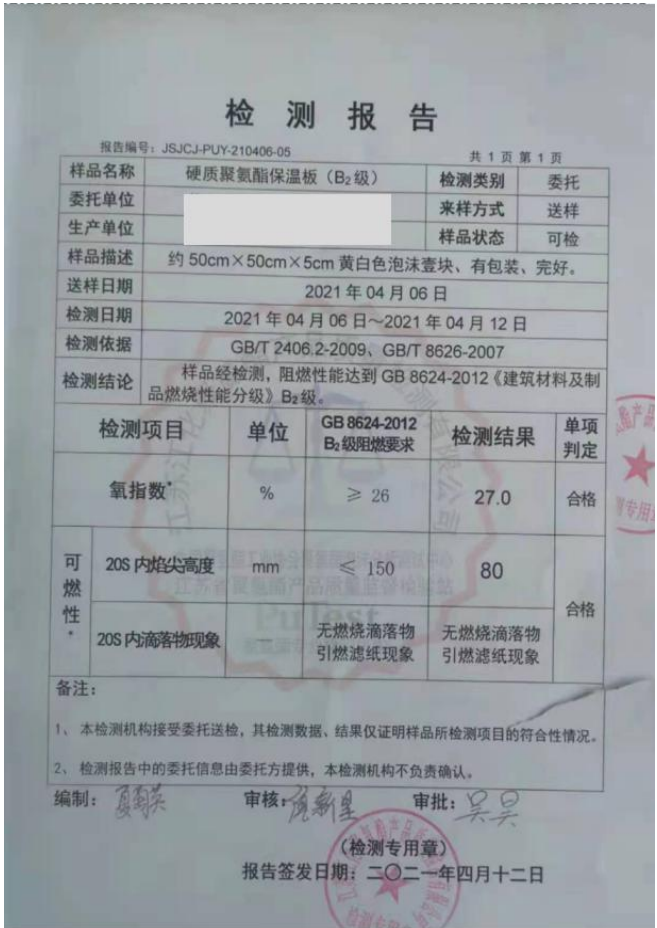 检 测 报 告
报告编号：JSJCJ-PUY-210406-05 共 1 页 第 1 页
样品名称 硬质聚氨酯保温板（B₂级） 检测类别 委托
委托单位 来样方式 送样
生产单位 样品状态 可检
样品描述 约 50cm×50cm×5cm 黄白色泡沫壹块、有包装、完好。
送样日期 2021 年 04 月 06 日
检测日期 2021 年 04 月 06 日～2021 年 04 月 12 日
检测依据 GB/T 2406.2-2009、GB/T 8626-2007
检测结论 样品经检测，阻燃性能达到 GB 8624-2012《建筑材料及制
品燃烧性能分级》B₂级。
检测项目 单位 GB 8624-2012
B₂级阻燃要求 检测结果 单项
判定
氧指数* % ≥ 26 27.0 合格
可燃性* 20S 内焰尖高度 mm ≤ 150 80 合格
20S 内滴落物现象 — 无燃烧滴落物
引燃滤纸现象 无燃烧滴落物
引燃滤纸现象
备注：
1、本检测机构接受委托送检，其检测数据、结果仅证明样品所检测项目的符合性情况。
2、检测报告中的委托信息由委托方提供，本检测机构不负责确认。
编制： 审核： 审批：吴昊
（检测专用章）
报告签发日期：二〇二一年四月十二日
PuTest